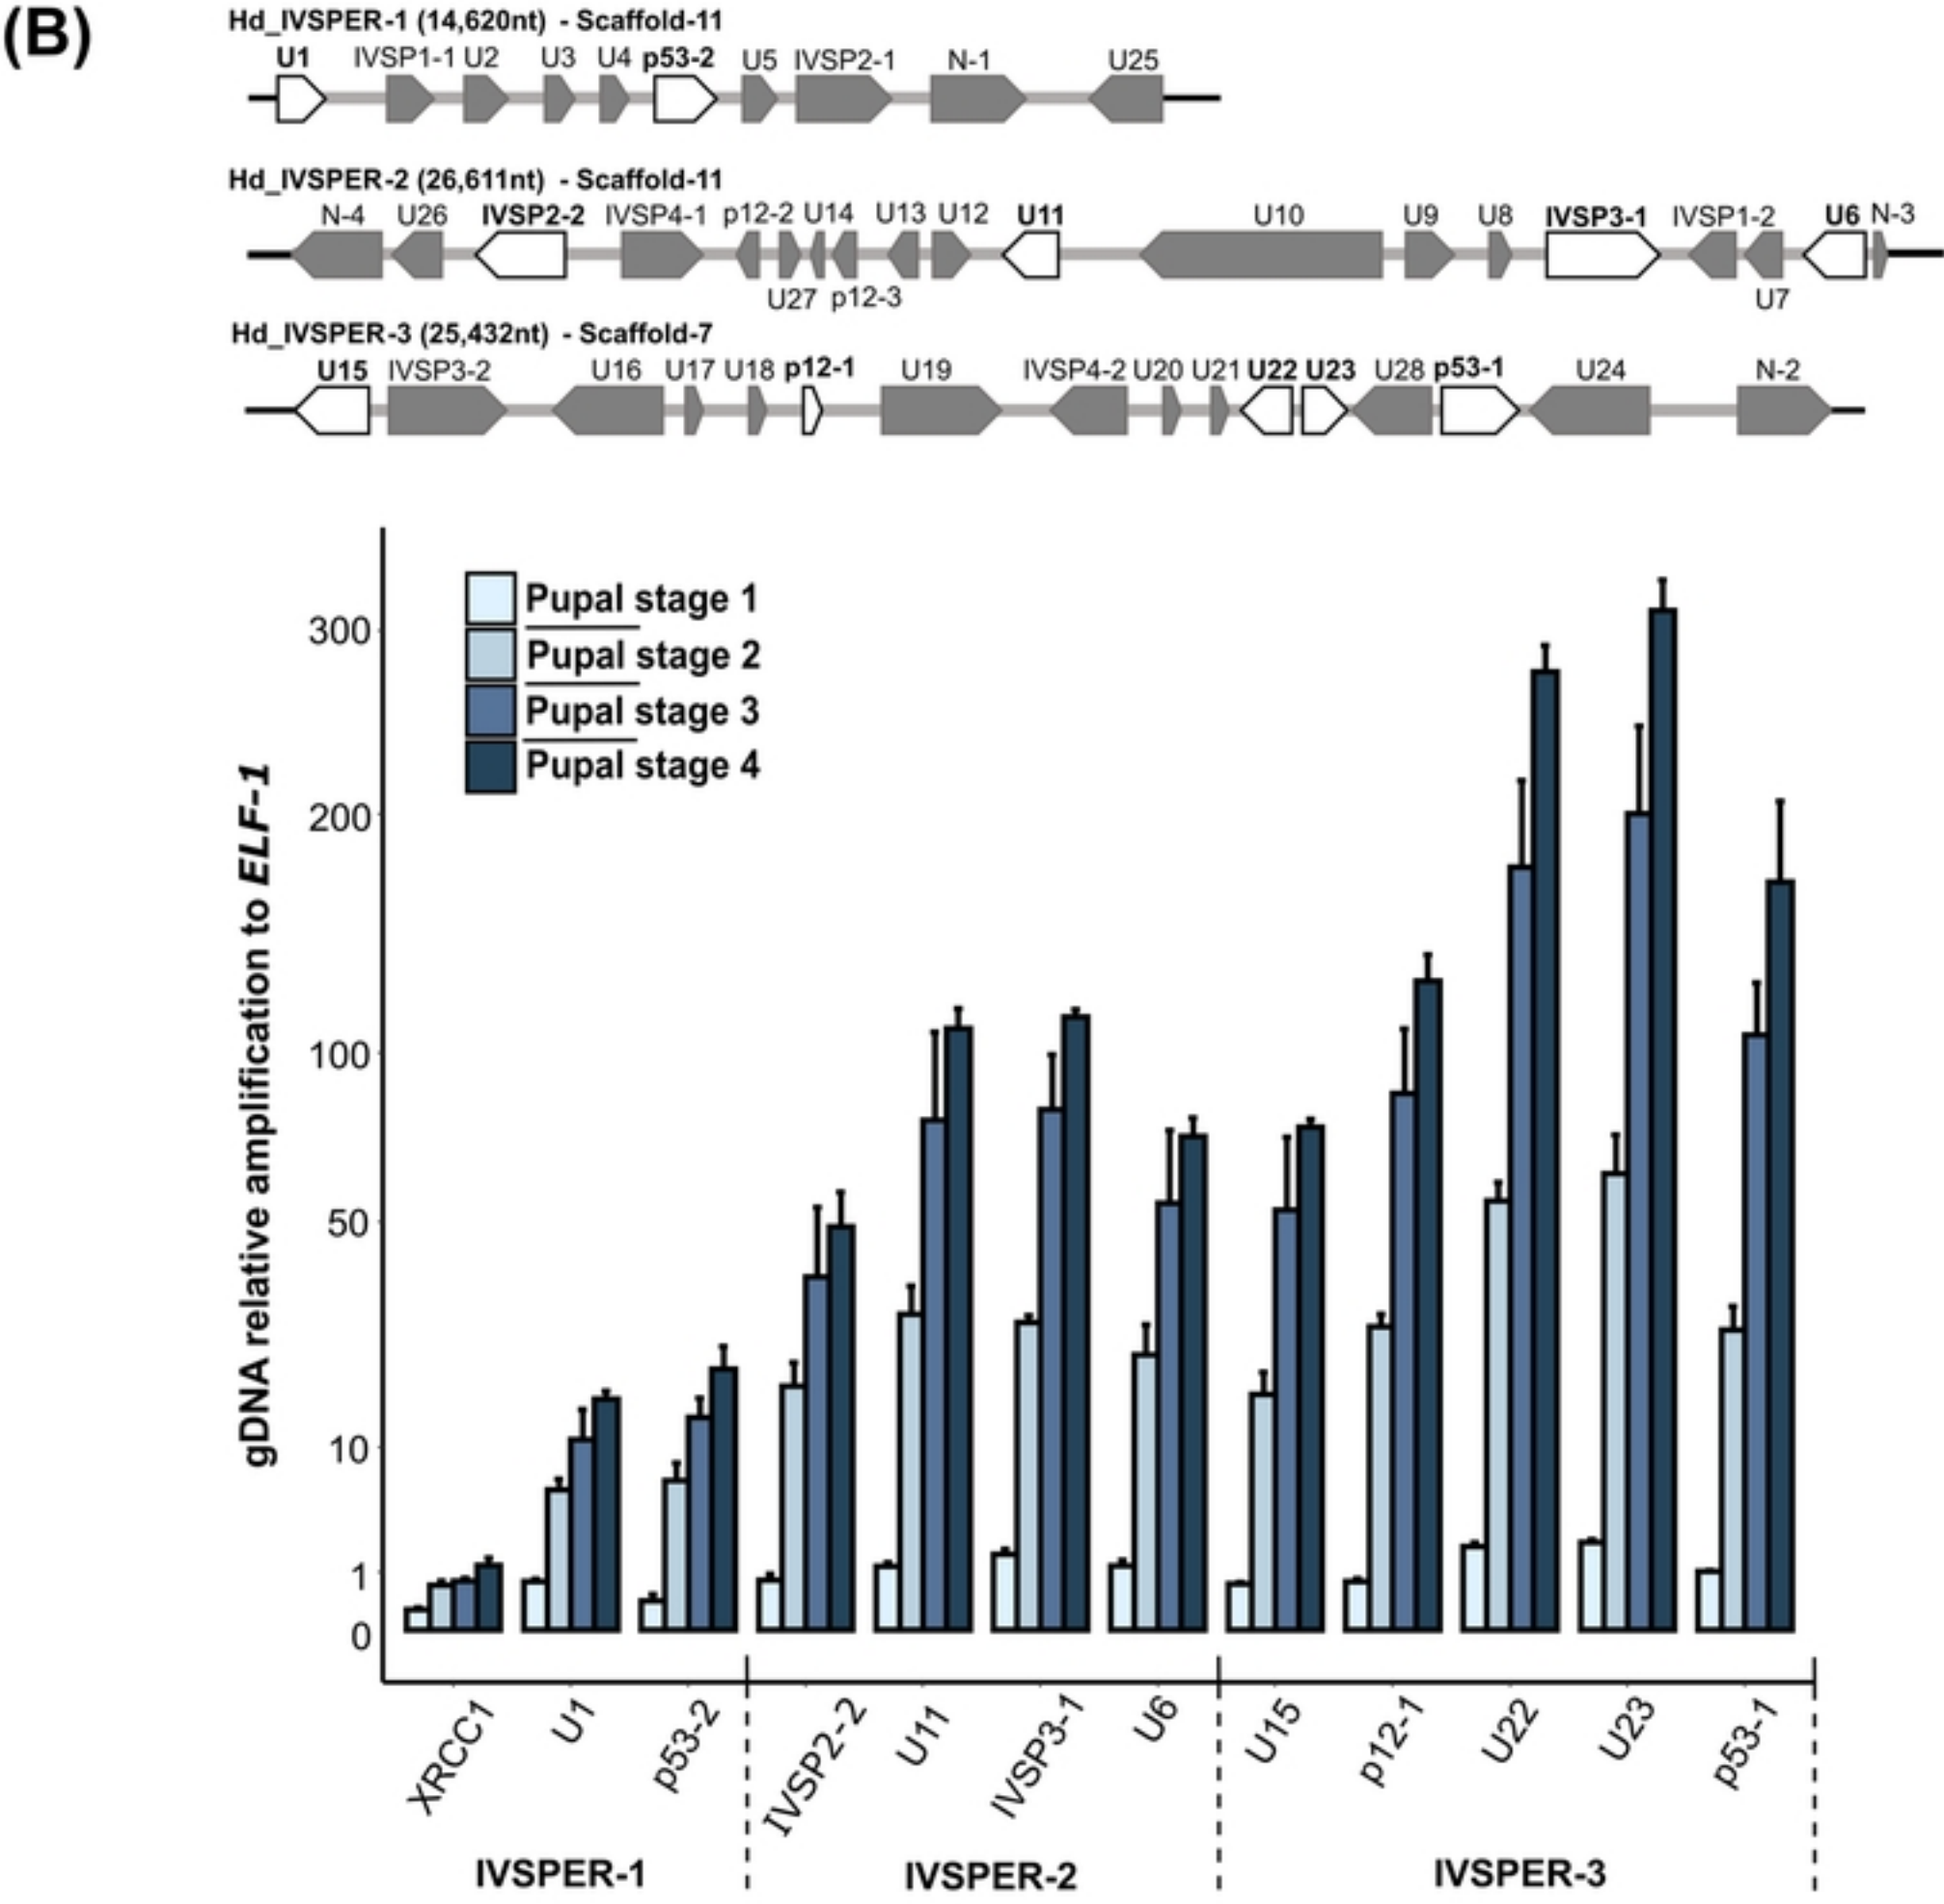 (B)
Hd_IVSPER-1 (14,620nt) - Scaffold-11
U1 IVSP1-1 U2 U3 U4 p53-2 U5 IVSP2-1 N-1 U25
Hd_IVSPER-2 (26,611nt) - Scaffold-11
N-4 U26 IVSP2-2 IVSP4-1 p12-2 U14 U13 U12 U11 U10 U9 U8 IVSP3-1 IVSP1-2 U6 N-3
U27 p12-3 U7
Hd_IVSPER-3 (25,432nt) - Scaffold-7
U15 IVSP3-2 U16 U17 U18 p12-1 U19 IVSP4-2 U20 U21 U22 U23 U28 p53-1 U24 N-2
Pupal stage 1
Pupal stage 2
Pupal stage 3
Pupal stage 4
gDNA relative amplification to ELF-1
300
200
100
50
10
1
0
XRCC1 U1 p53-2 IVSP2-2 U11 IVSP3-1 U6 U15 p12-1 U22 U23 p53-1
IVSPER-1 IVSPER-2 IVSPER-3